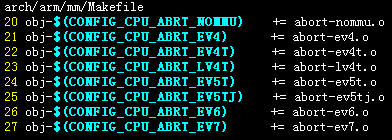 arch/arm/mm/Makefile
20 obj-$(CONFIG_CPU_ABRT_NOMMU) += abort-nommu.o
21 obj-$(CONFIG_CPU_ABRT_EV4) += abort-ev4.o
22 obj-$(CONFIG_CPU_ABRT_EV4T) += abort-ev4t.o
23 obj-$(CONFIG_CPU_ABRT_LV4T) += abort-lv4t.o
24 obj-$(CONFIG_CPU_ABRT_EV5T) += abort-ev5t.o
25 obj-$(CONFIG_CPU_ABRT_EV5TJ) += abort-ev5tj.o
26 obj-$(CONFIG_CPU_ABRT_EV6) += abort-ev6.o
27 obj-$(CONFIG_CPU_ABRT_EV7) += abort-ev7.o